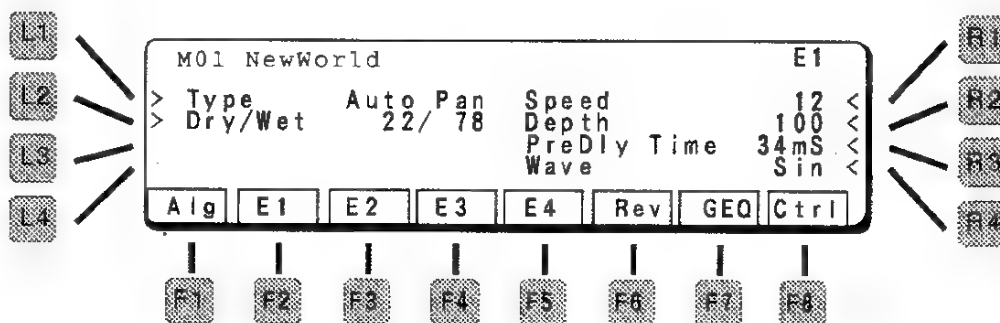 L1
L2
L3
L4
M01 NewWorld E1
> Type Auto Pan Speed 12 <
> Dry/Wet 22/ 78 Depth 100 <
PreDly Time 34mS <
Wave Sin <
Alg E1 E2 E3 E4 Rev GEQ Ctrl
F1 F2 F3 F4 F5 F6 F7 F8
R1
R2
R3
R4